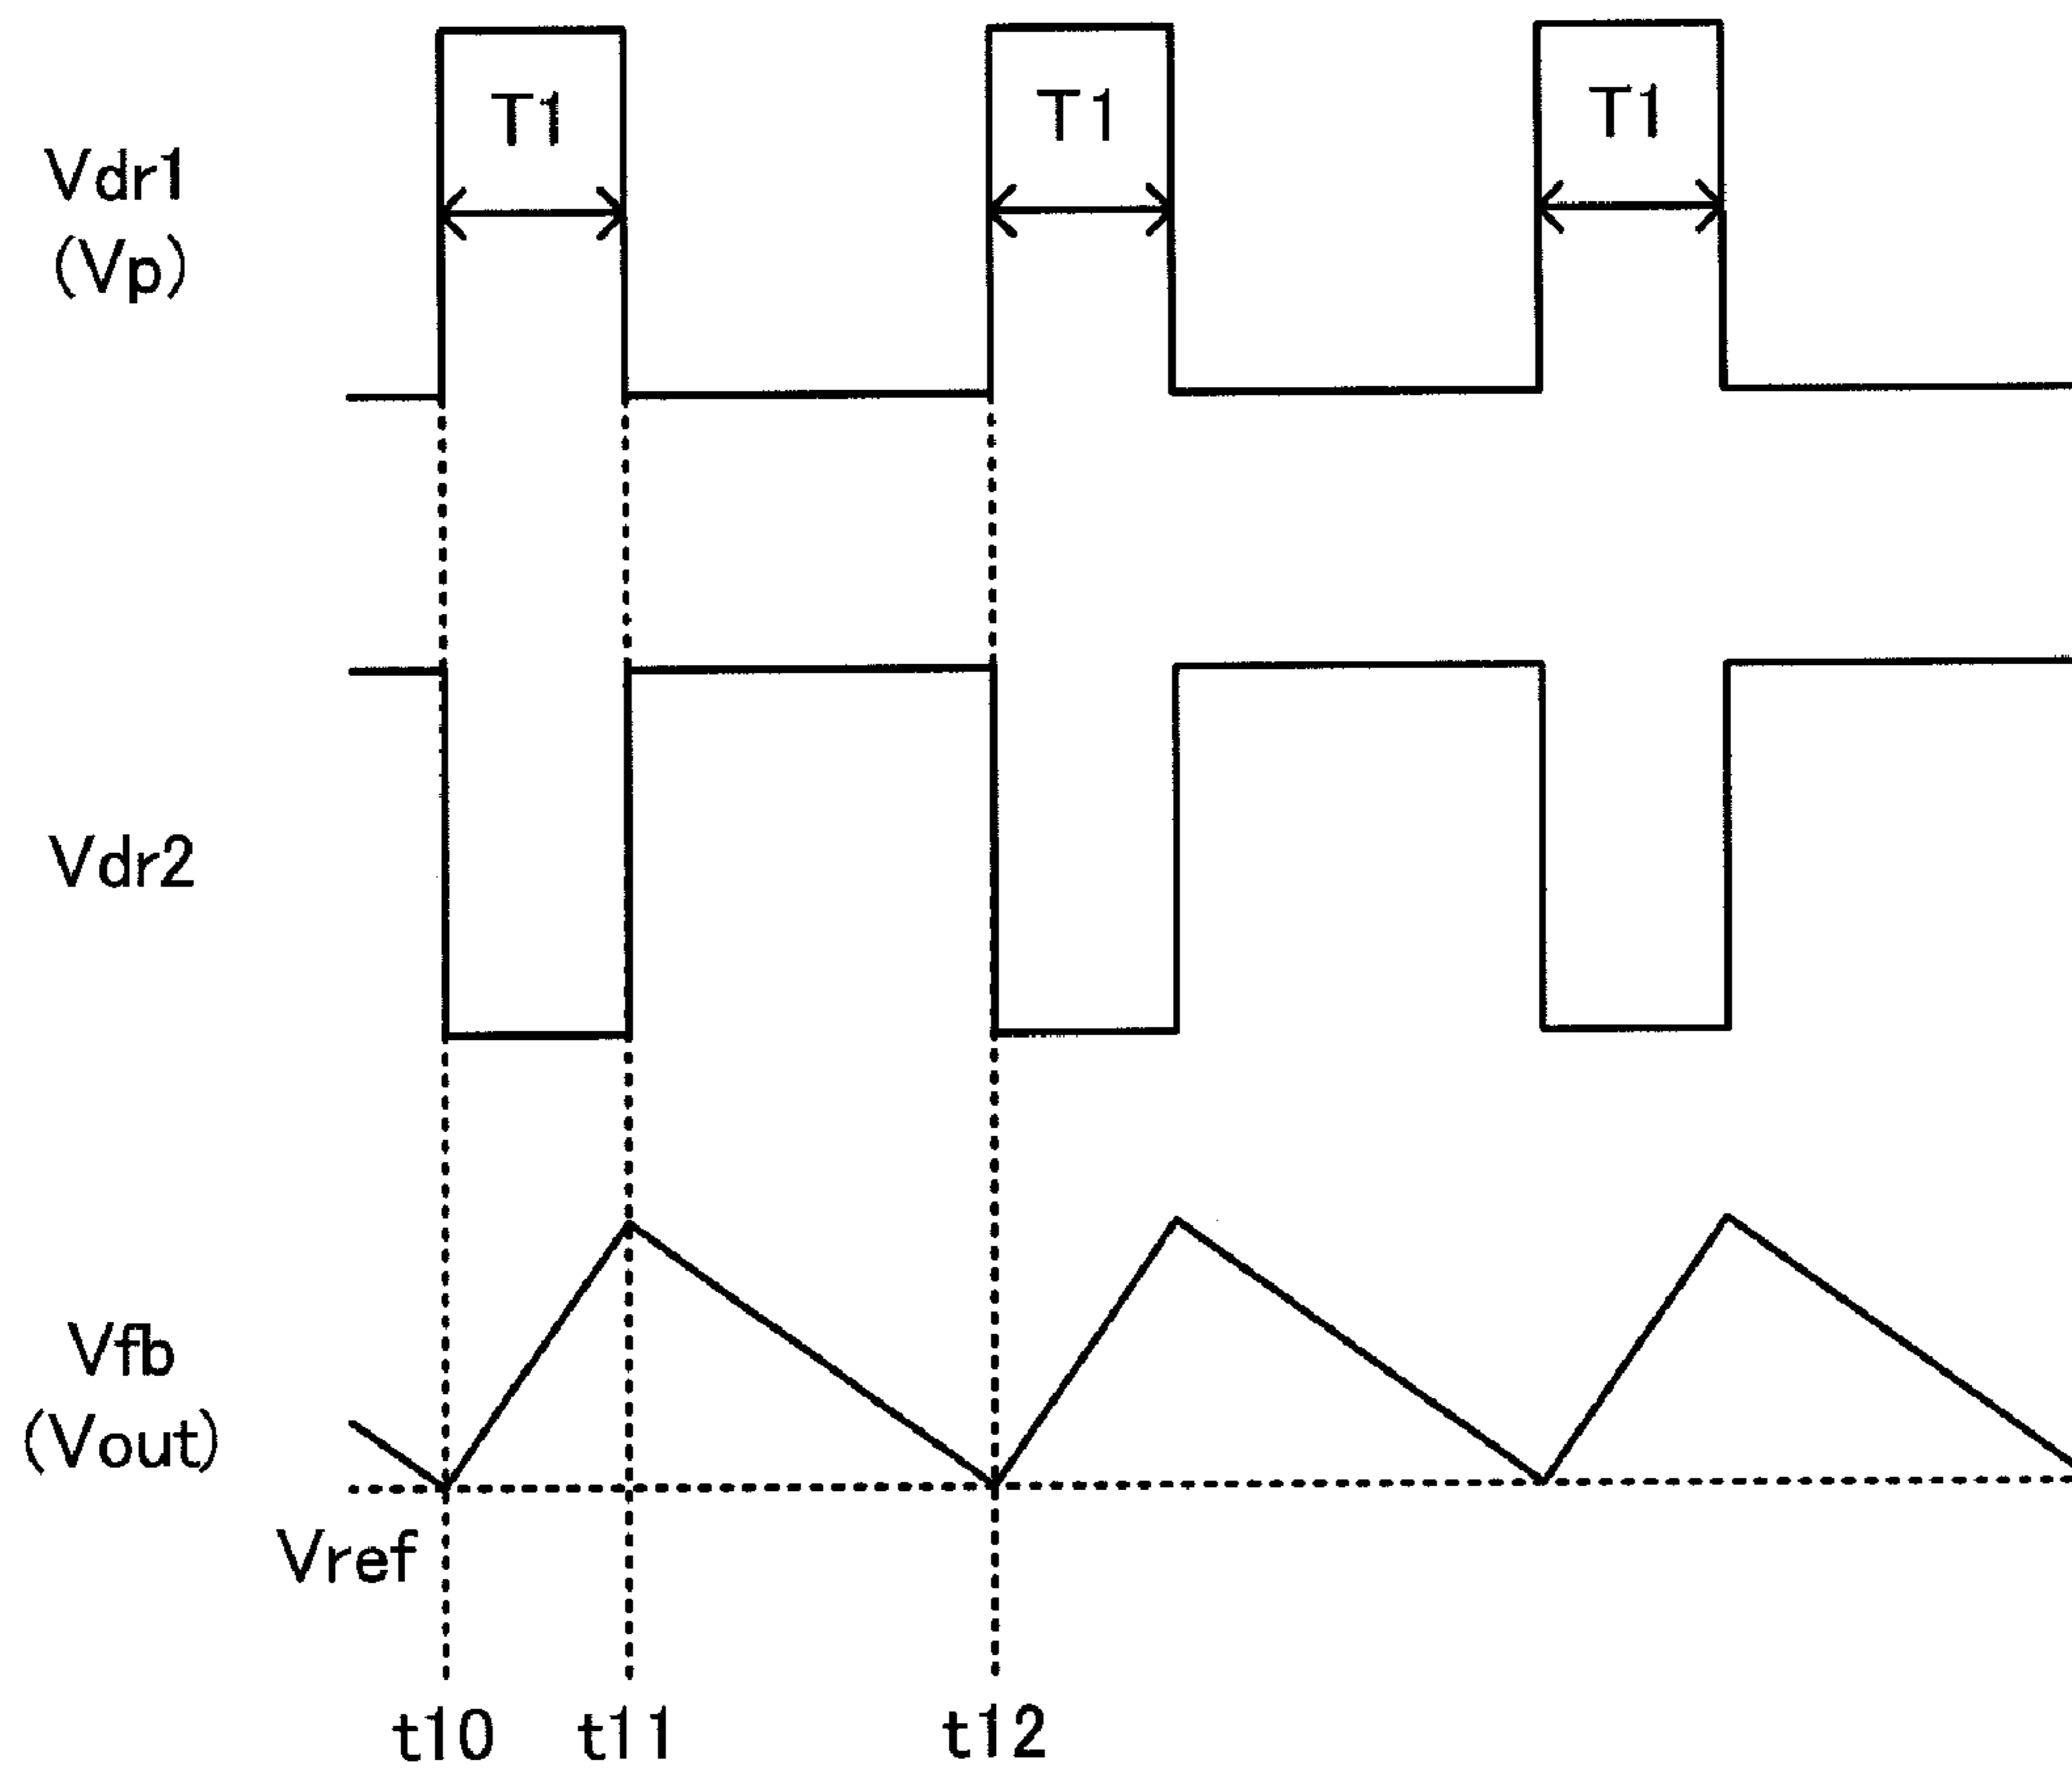 T1 T1 T1
Vdr1
(Vp)
Vdr2
Vfb
(Vout)
Vref
t10 t11 t12